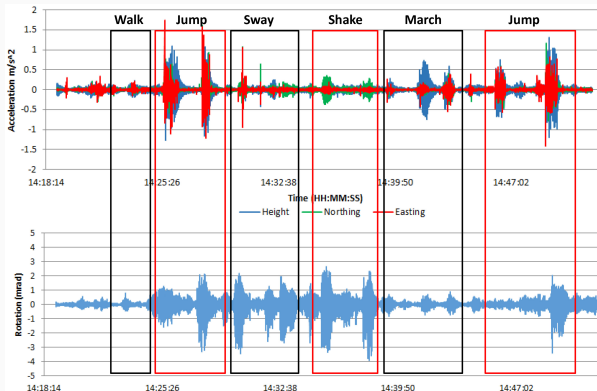 Walk Jump Sway Shake March Jump
Acceleration m/s^2
2
1.5
1
0.5
0
-0.5
-1
-1.5
-2
14:18:14 14:25:26 14:32:38 14:39:50 14:47:02
Time (HH:MM:SS)
Height Northing Easting
Rotation (mrad)
5
4
3
2
1
0
-1
-2
-3
-4
-5
14:18:14 14:25:26 14:32:38 14:39:50 14:47:02